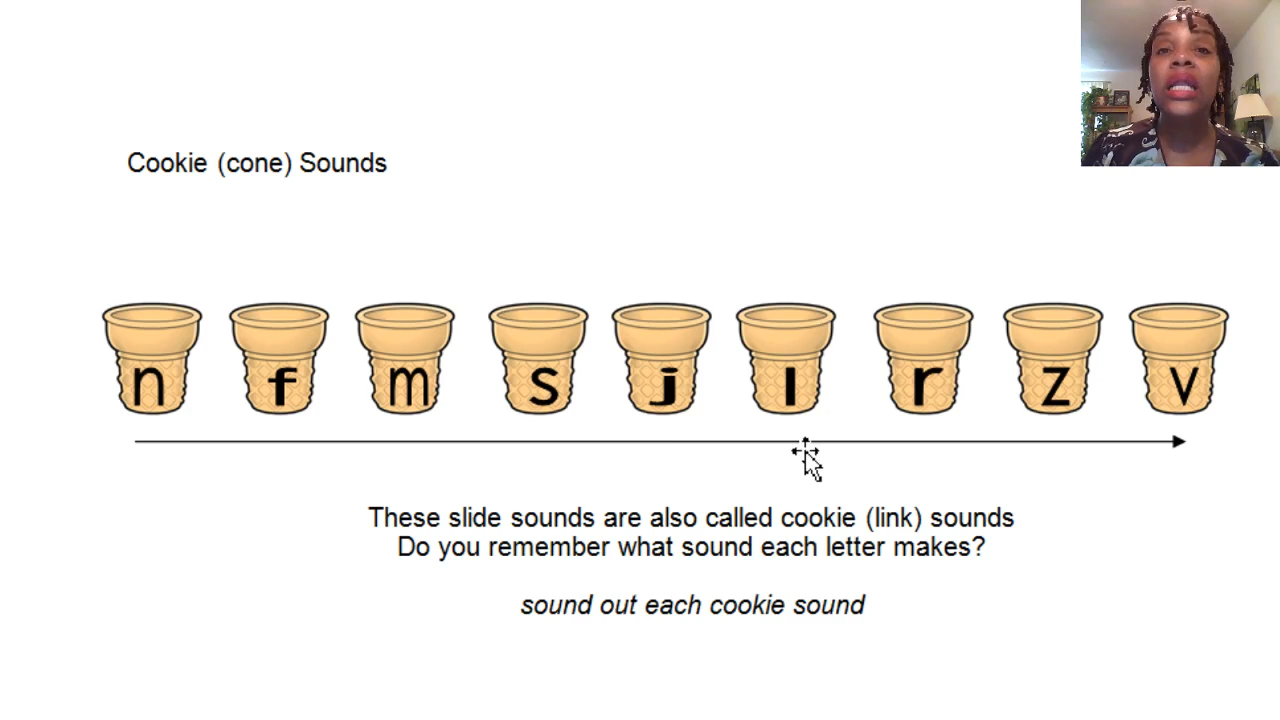 Cookie (cone) Sounds
n f m s j l r z v
These slide sounds are also called cookie (link) sounds
Do you remember what sound each letter makes?
sound out each cookie sound